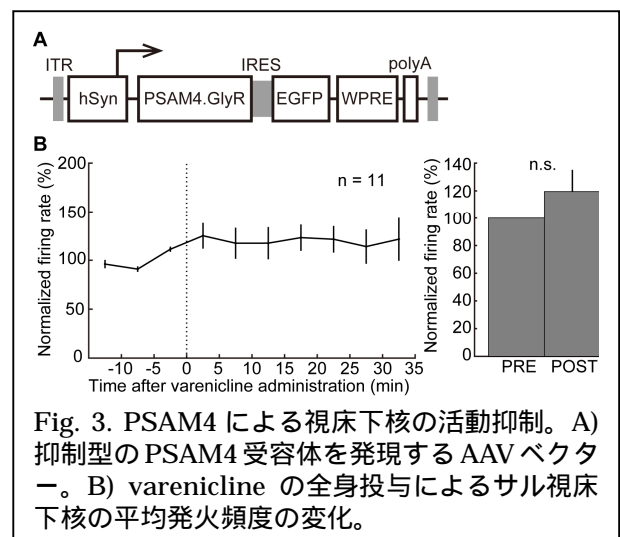 A
ITR
IRES
polyA
hSyn
PSAM4.GlyR
EGFP
WPRE
B
Normalized firing rate (%)
200
150
100
50
0
n = 11
-10 -5 0 5 10 15 20 25 30 35
Time after varenicline administration (min)
Normalized firing rate (%)
140
120
100
80
60
40
20
0
n.s.
PRE POST
Fig. 3. PSAM4 による視床下核の活動抑制。A)
抑制型の PSAM4 受容体を発現する AAV ベクタ
ー。B) varenicline の全身投与によるサル視床
下核の平均発火頻度の変化。